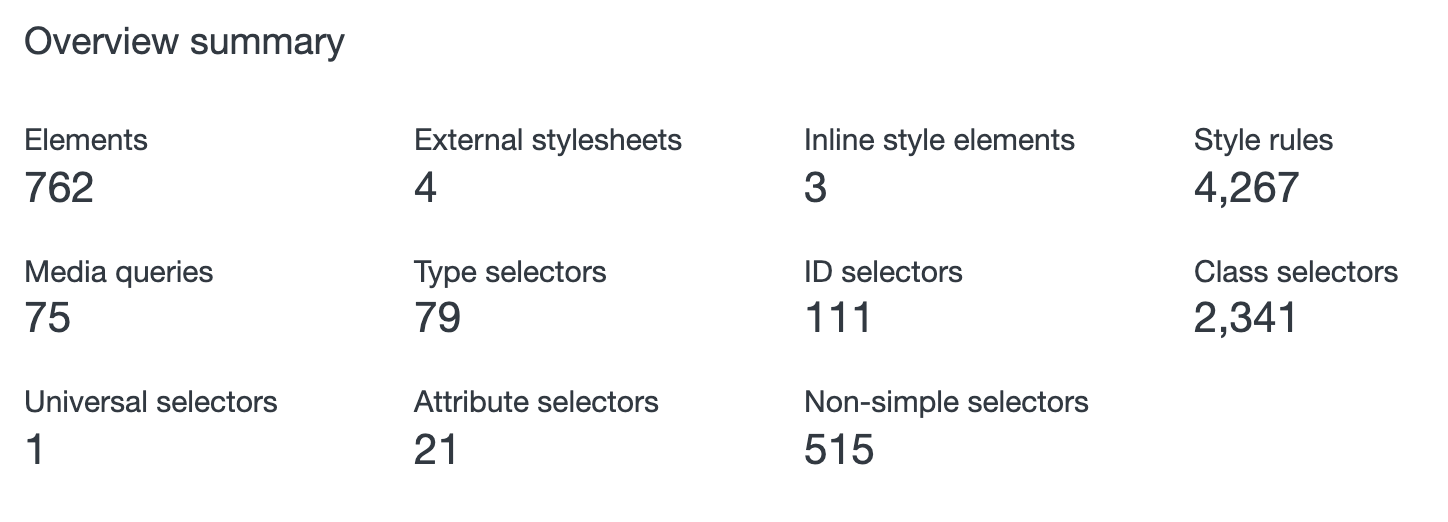 Overview summary
Elements
762
External stylesheets
4
Inline style elements
3
Style rules
4,267
Media queries
75
Type selectors
79
ID selectors
111
Class selectors
2,341
Universal selectors
1
Attribute selectors
21
Non-simple selectors
515